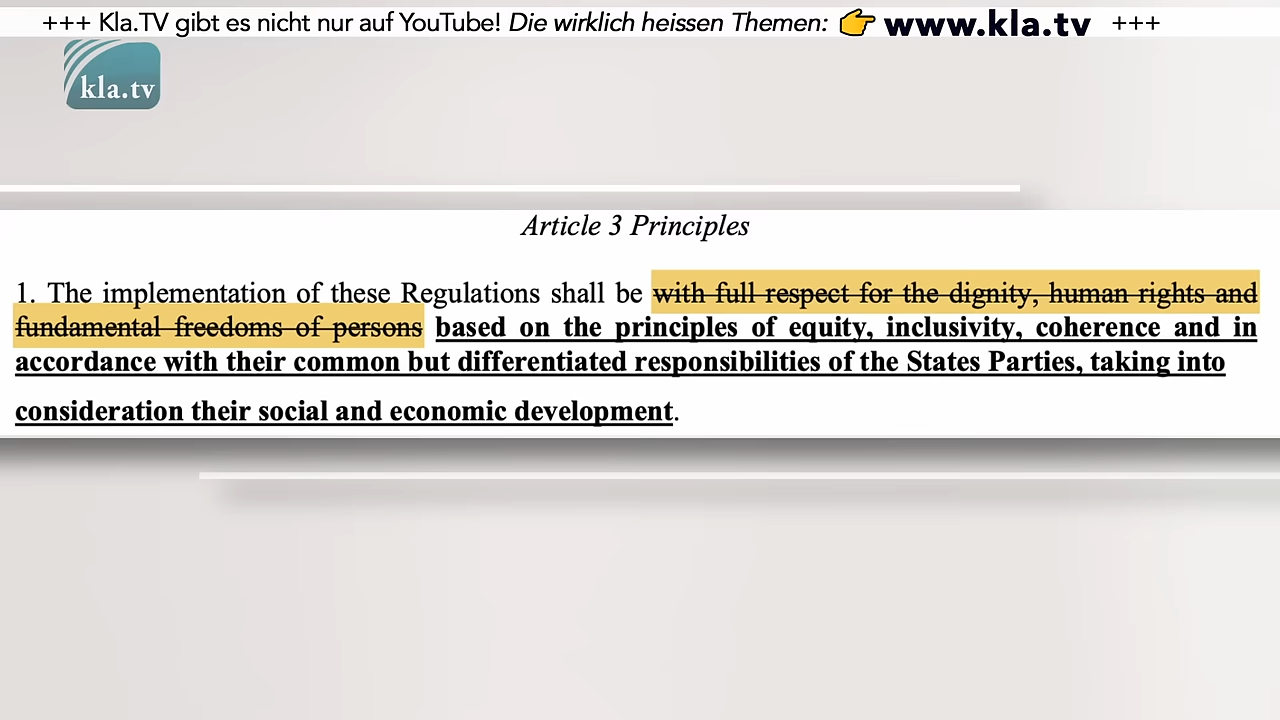 +++ Kla.TV gibt es nicht nur auf YouTube! Die wirklich heissen Themen: 👉 www.kla.tv +++
kla.tv
Article 3 Principles
1. The implementation of these Regulations shall be with full respect for the dignity, human rights and
fundamental freedoms of persons based on the principles of equity, inclusivity, coherence and in
accordance with their common but differentiated responsibilities of the States Parties, taking into
consideration their social and economic development.